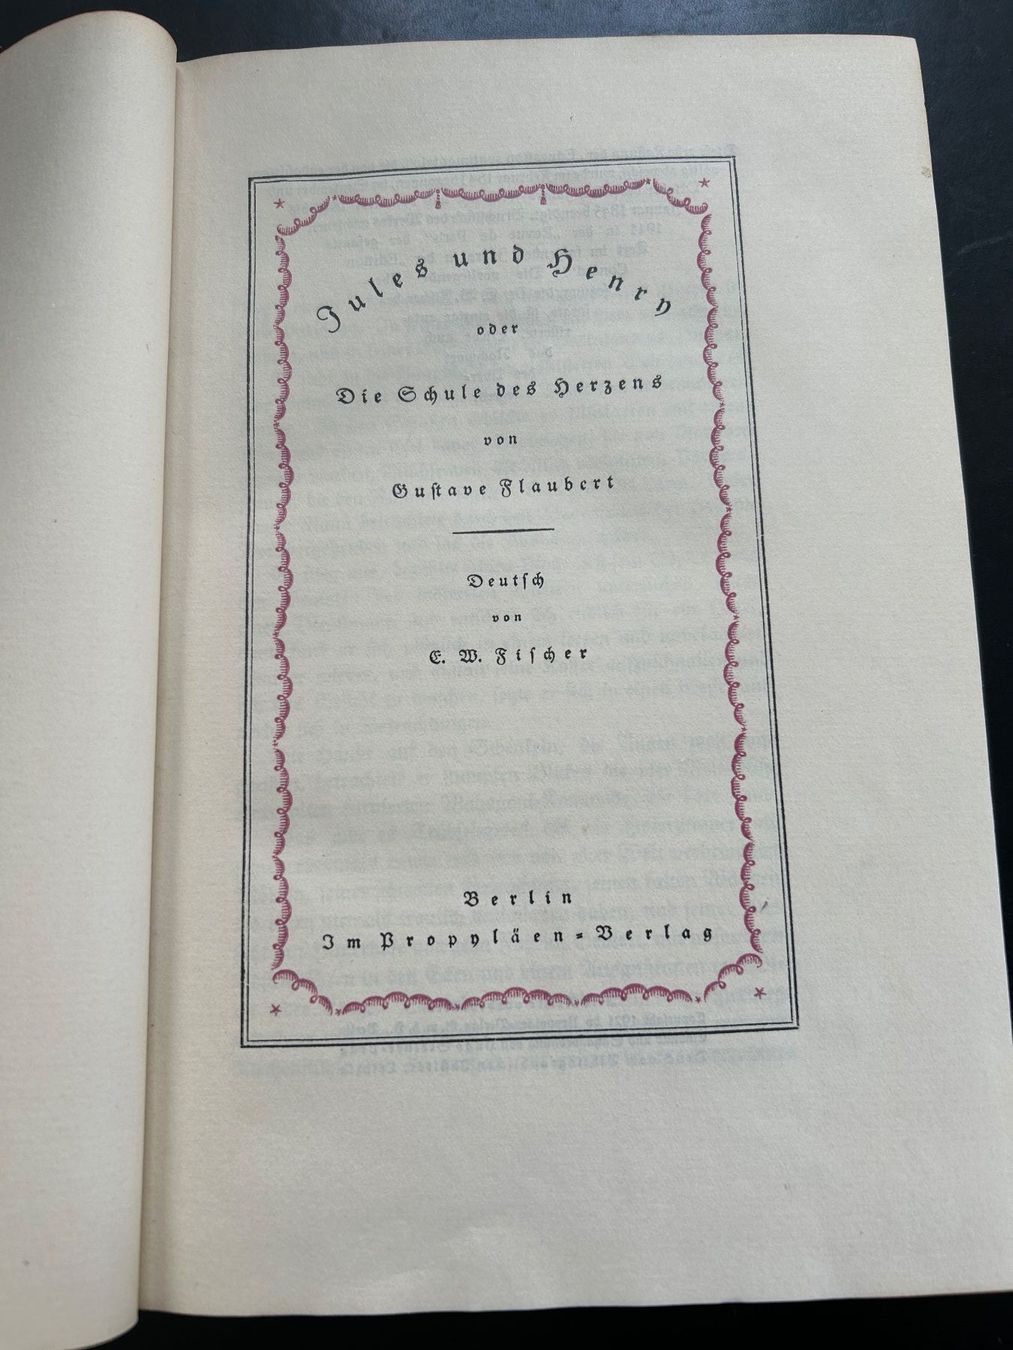 Jules und Henry
oder
Die Schule des Herzens
von
Guſtave Flaubert
Deutſch
von
E. W. Fiſcher
Berlin
Im Propyläen-Verlag